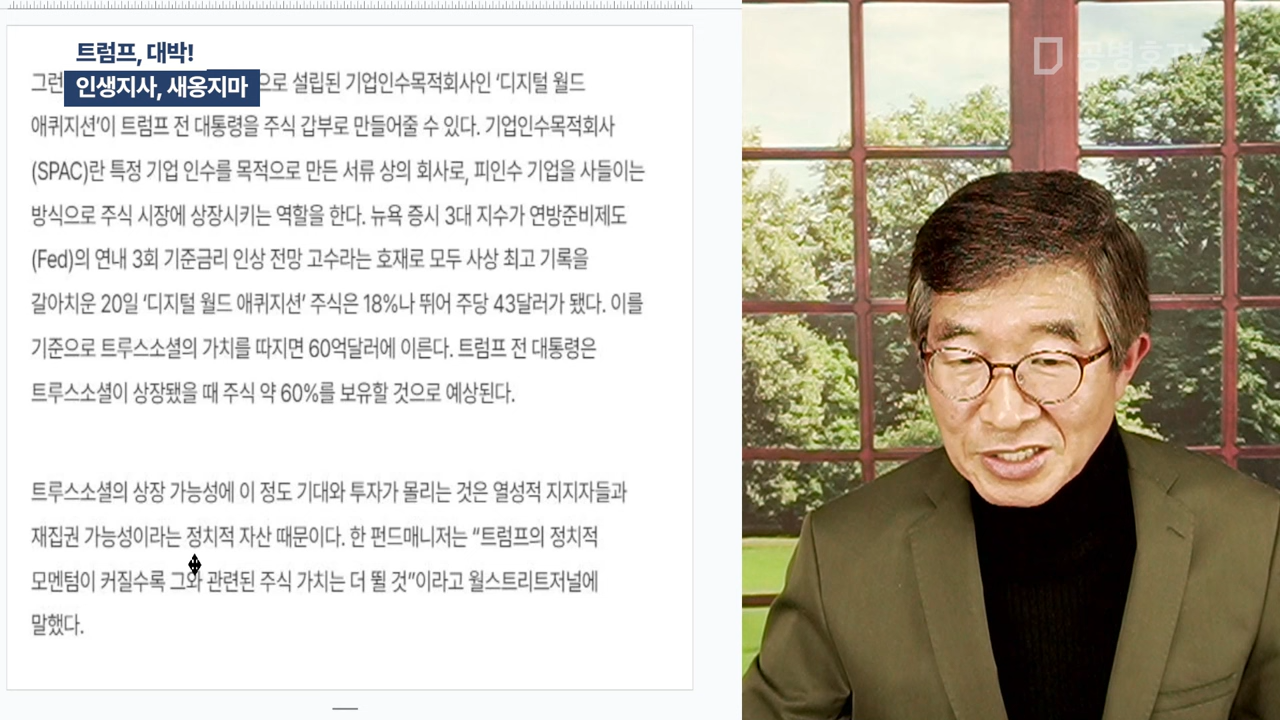 트럼프, 대박!
인생지사, 새옹지마
그런 으로 설립된 기업인수목적회사인 ‘디지털 월드
애퀴지션’이 트럼프 전 대통령을 주식 갑부로 만들어줄 수 있다. 기업인수목적회사
(SPAC)란 특정 기업 인수를 목적으로 만든 서류 상의 회사로, 피인수 기업을 사들이는
방식으로 주식 시장에 상장시키는 역할을 한다. 뉴욕 증시 3대 지수가 연방준비제도
(Fed)의 연내 3회 기준금리 인상 전망 고수라는 호재로 모두 사상 최고 기록을
갈아치운 20일 ‘디지털 월드 애퀴지션’ 주식은 18%나 뛰어 주당 43달러가 됐다. 이를
기준으로 트루스소셜의 가치를 따지면 60억달러에 이른다. 트럼프 전 대통령은
트루스소셜이 상장됐을 때 주식 약 60%를 보유할 것으로 예상된다.
트루스소셜의 상장 가능성에 이 정도 기대와 투자가 몰리는 것은 열성적 지지자들과
재집권 가능성이라는 정치적 자산 때문이다. 한 펀드매니저는 “트럼프의 정치적
모멘텀이 커질수록 그와 관련된 주식 가치는 더 뛸 것”이라고 월스트리트저널에
말했다.